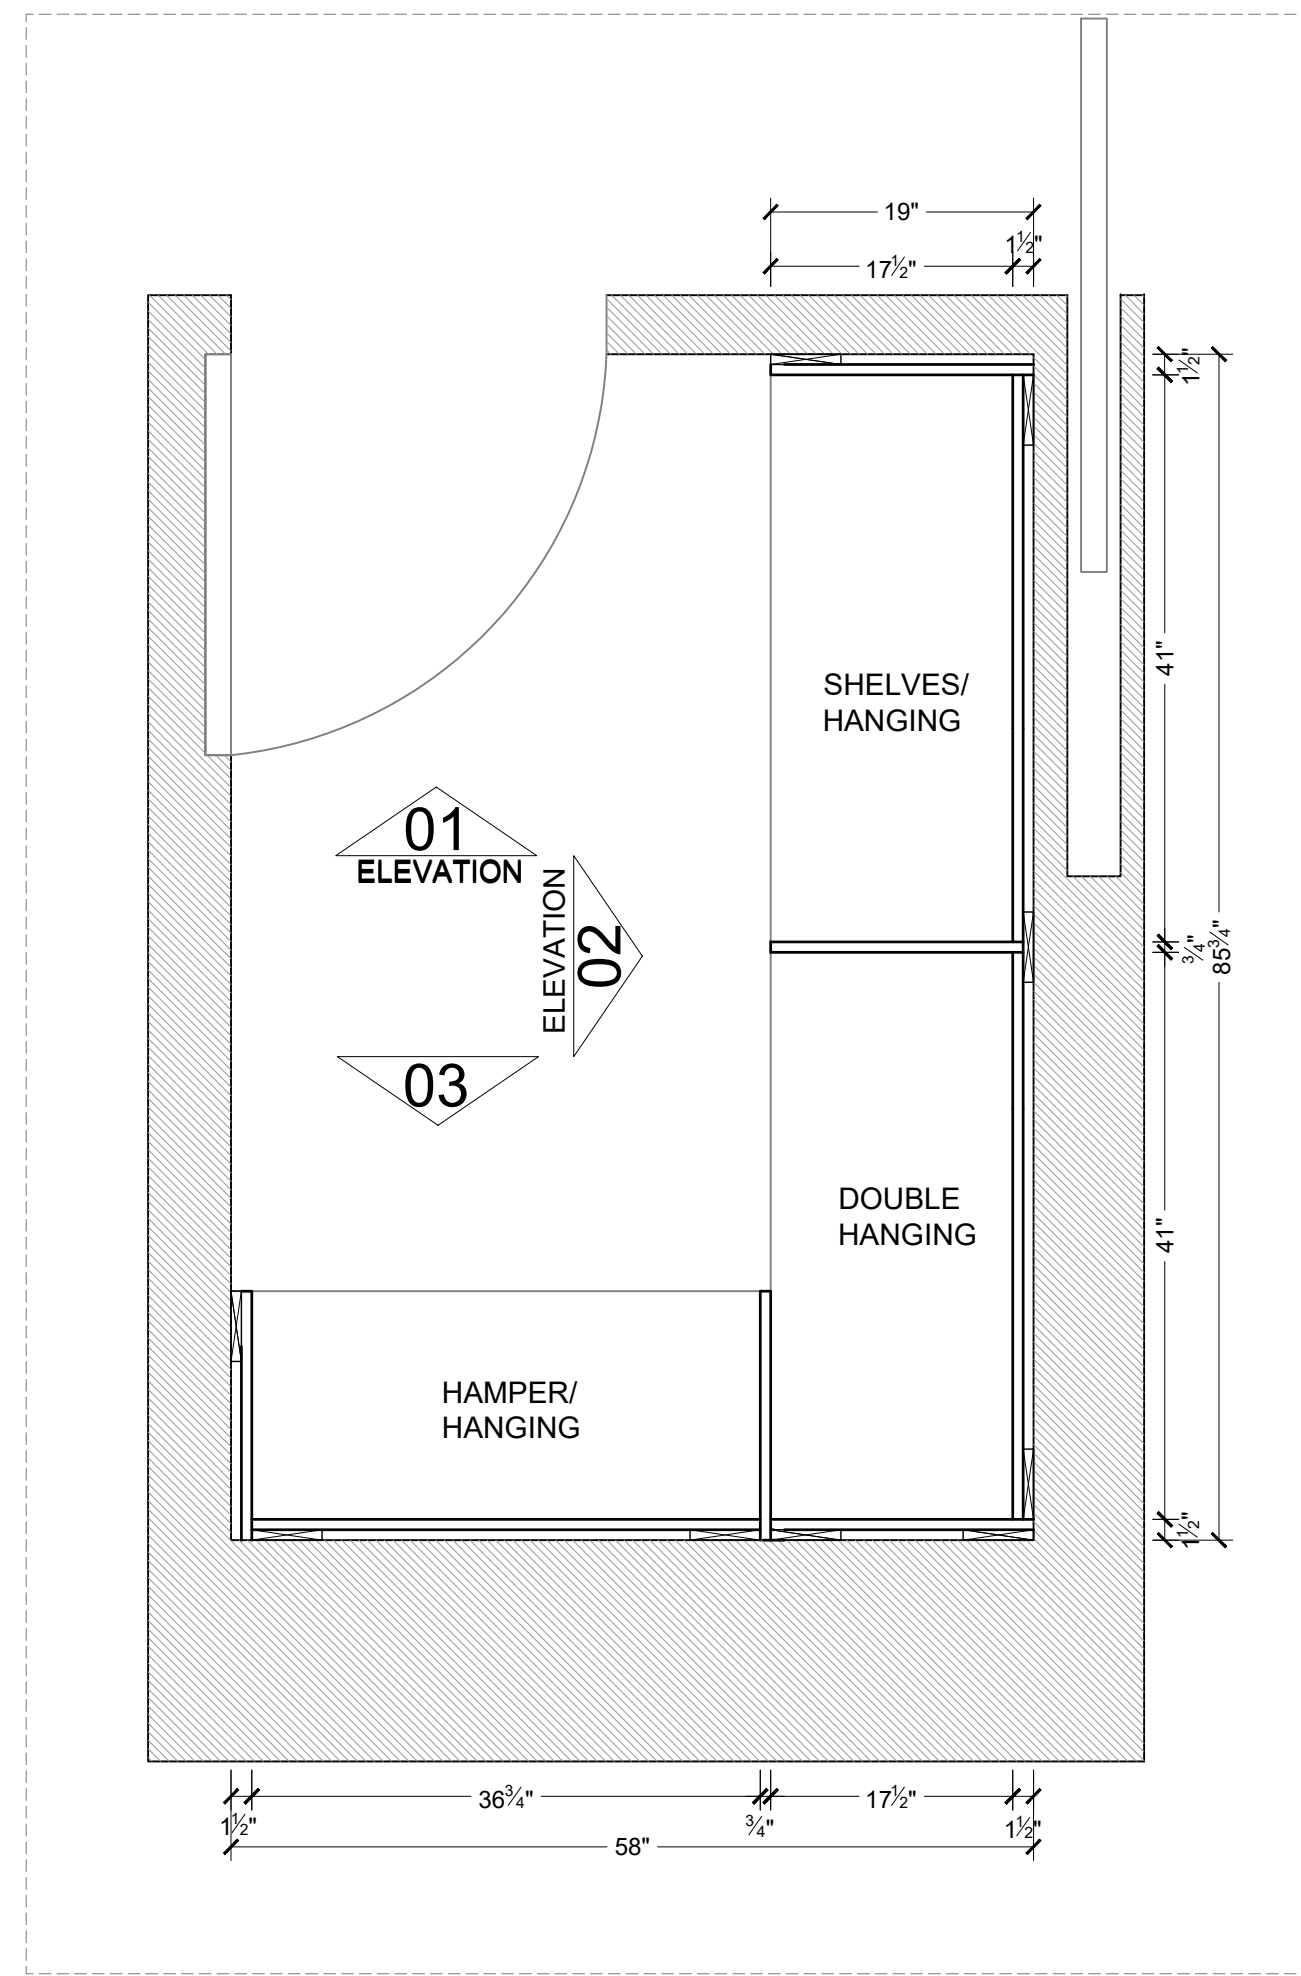 19"
1½"
17½"
1½"
41"
SHELVES/
HANGING
01
ELEVATION
ELEVATION
02
¾"
85¾"
03
41"
DOUBLE
HANGING
HAMPER/
HANGING
1½"
36¾"
17½"
1½"
¾"
1½"
58"